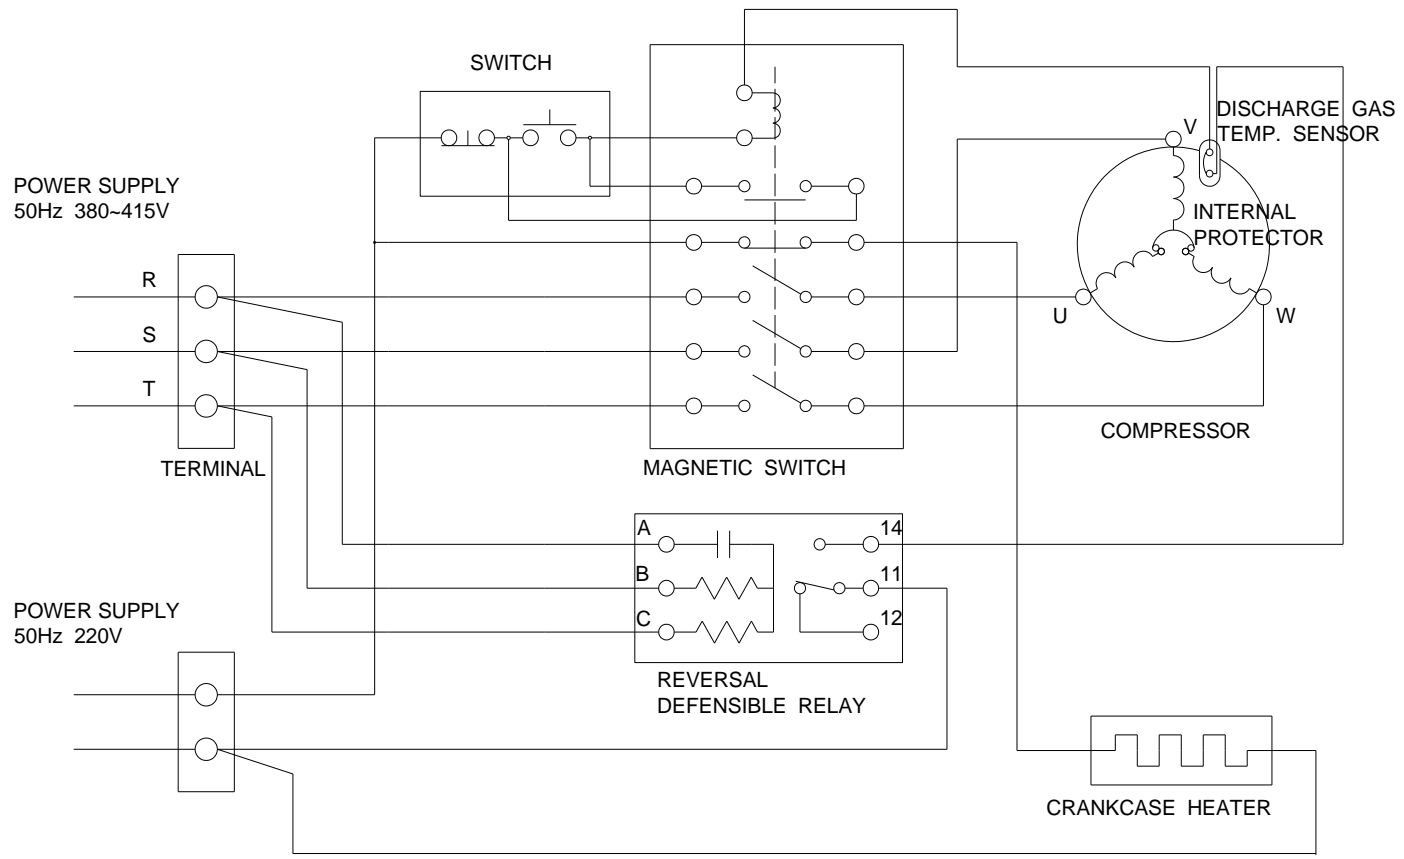 SWITCH
DISCHARGE GAS
TEMP. SENSOR
V
POWER SUPPLY
50Hz 380~415V
INTERNAL
PROTECTOR
R
U
W
S
T
COMPRESSOR
TERMINAL
MAGNETIC SWITCH
A
14
B
11
C
12
POWER SUPPLY
50Hz 220V
REVERSAL
DEFENSIBLE RELAY
CRANKCASE HEATER